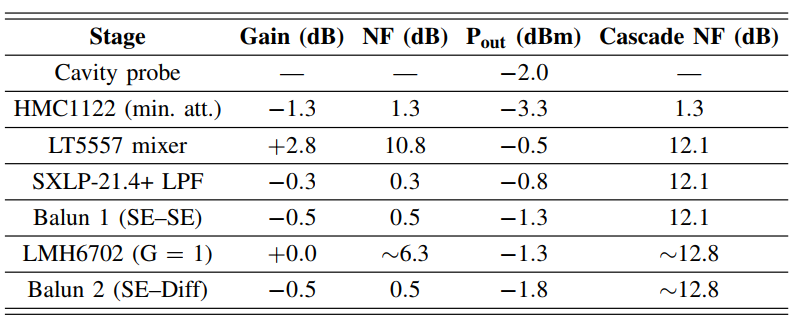 Stage Gain (dB) NF (dB) Pout (dBm) Cascade NF (dB)
Cavity probe — — −2.0 —
HMC1122 (min. att.) −1.3 1.3 −3.3 1.3
LT5557 mixer +2.8 10.8 −0.5 12.1
SXLP-21.4+ LPF −0.3 0.3 −0.8 12.1
Balun 1 (SE–SE) −0.5 0.5 −1.3 12.1
LMH6702 (G = 1) +0.0 ∼6.3 −1.3 ∼12.8
Balun 2 (SE–Diff) −0.5 0.5 −1.8 ∼12.8